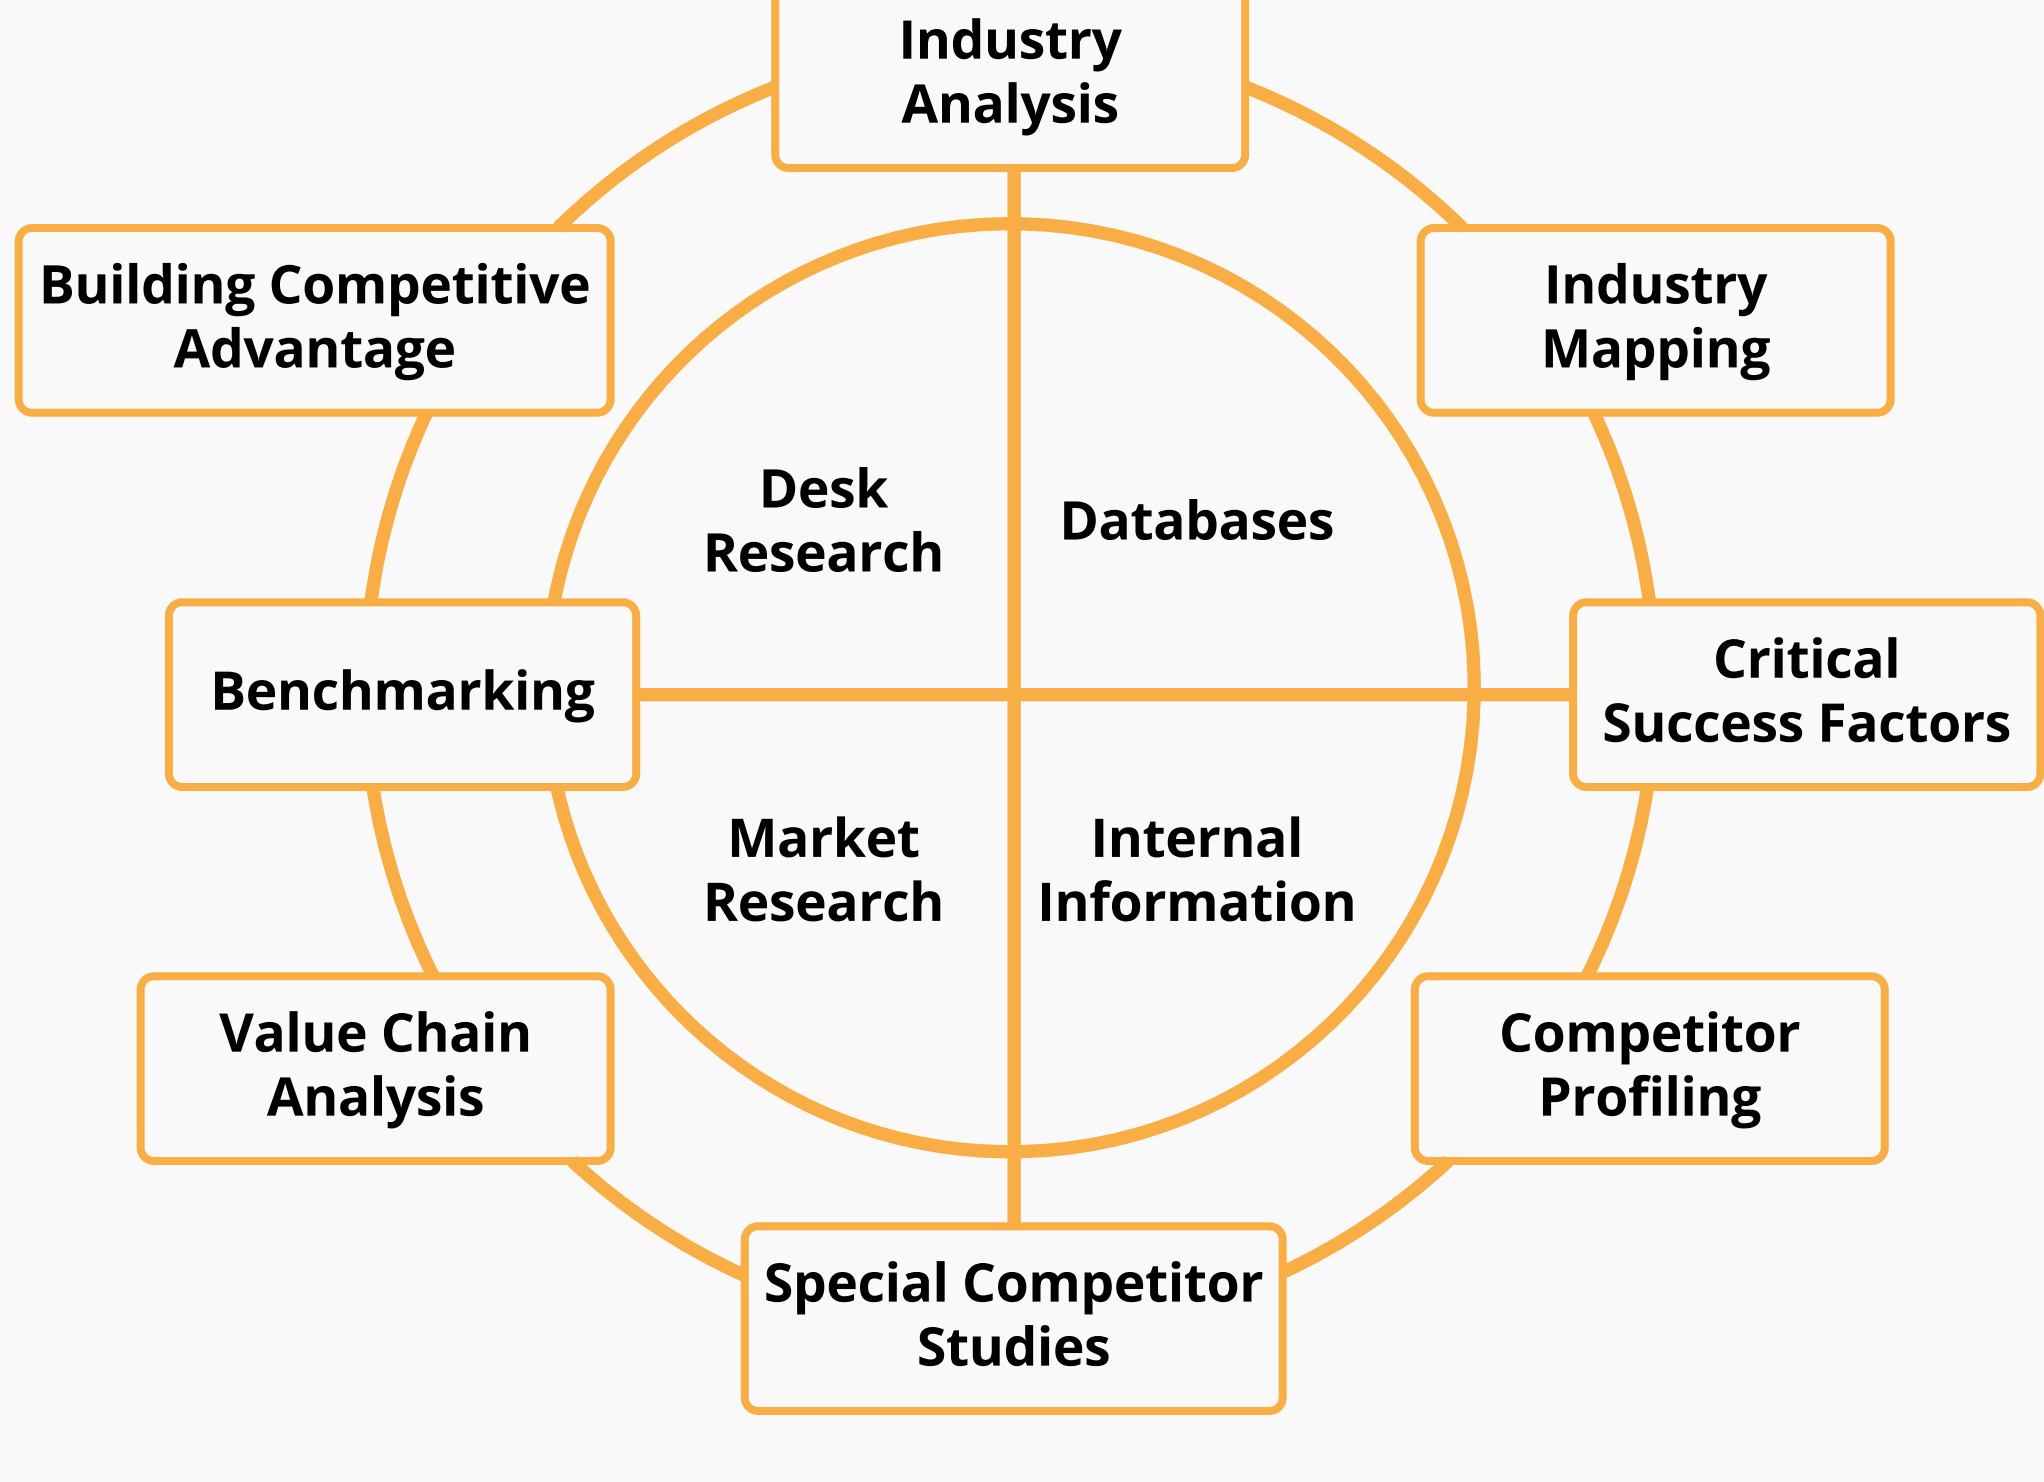 Industry
Analysis
Building Competitive
Advantage
Industry
Mapping
Desk
Research
Databases
Benchmarking
Critical
Success Factors
Market
Research
Internal
Information
Value Chain
Analysis
Competitor
Profiling
Special Competitor
Studies